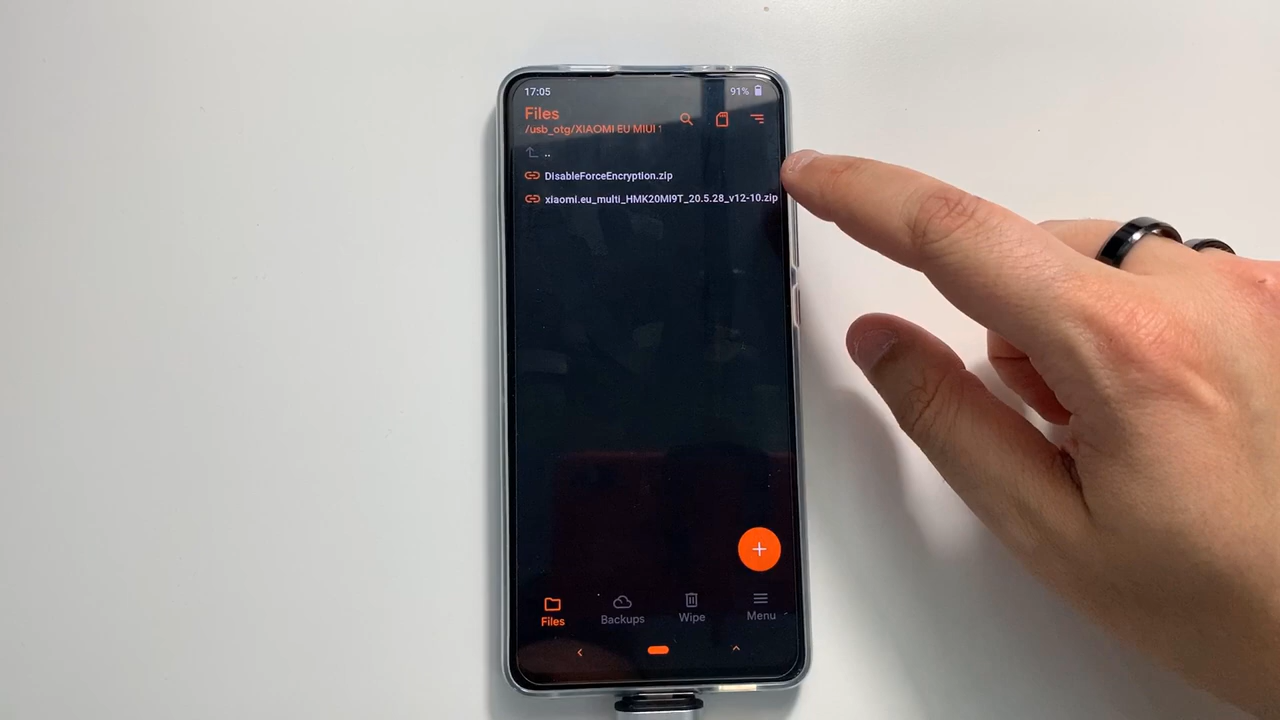 17:05 91%
Files
/usb_otg/XIAOMI EU MIUI 1
..
DisableForceEncryption.zip
xiaomi.eu_multi_HMK20MI9T_20.5.28_v12-10.zip
+
Files Backups Wipe Menu